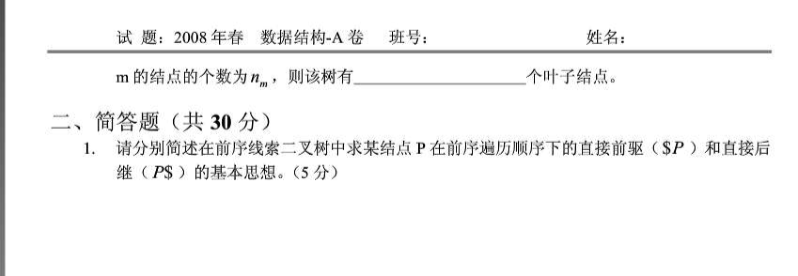 试 题：2008 年春 数据结构-A 卷 班号： 姓名：
m 的结点的个数为 nₘ，则该树有____________________个叶子结点。
二、简答题（共 30 分）
1. 请分别简述在前序线索二叉树中求某结点 P 在前序遍历顺序下的直接前驱（$P）和直接后
继（P$）的基本思想。（5 分）